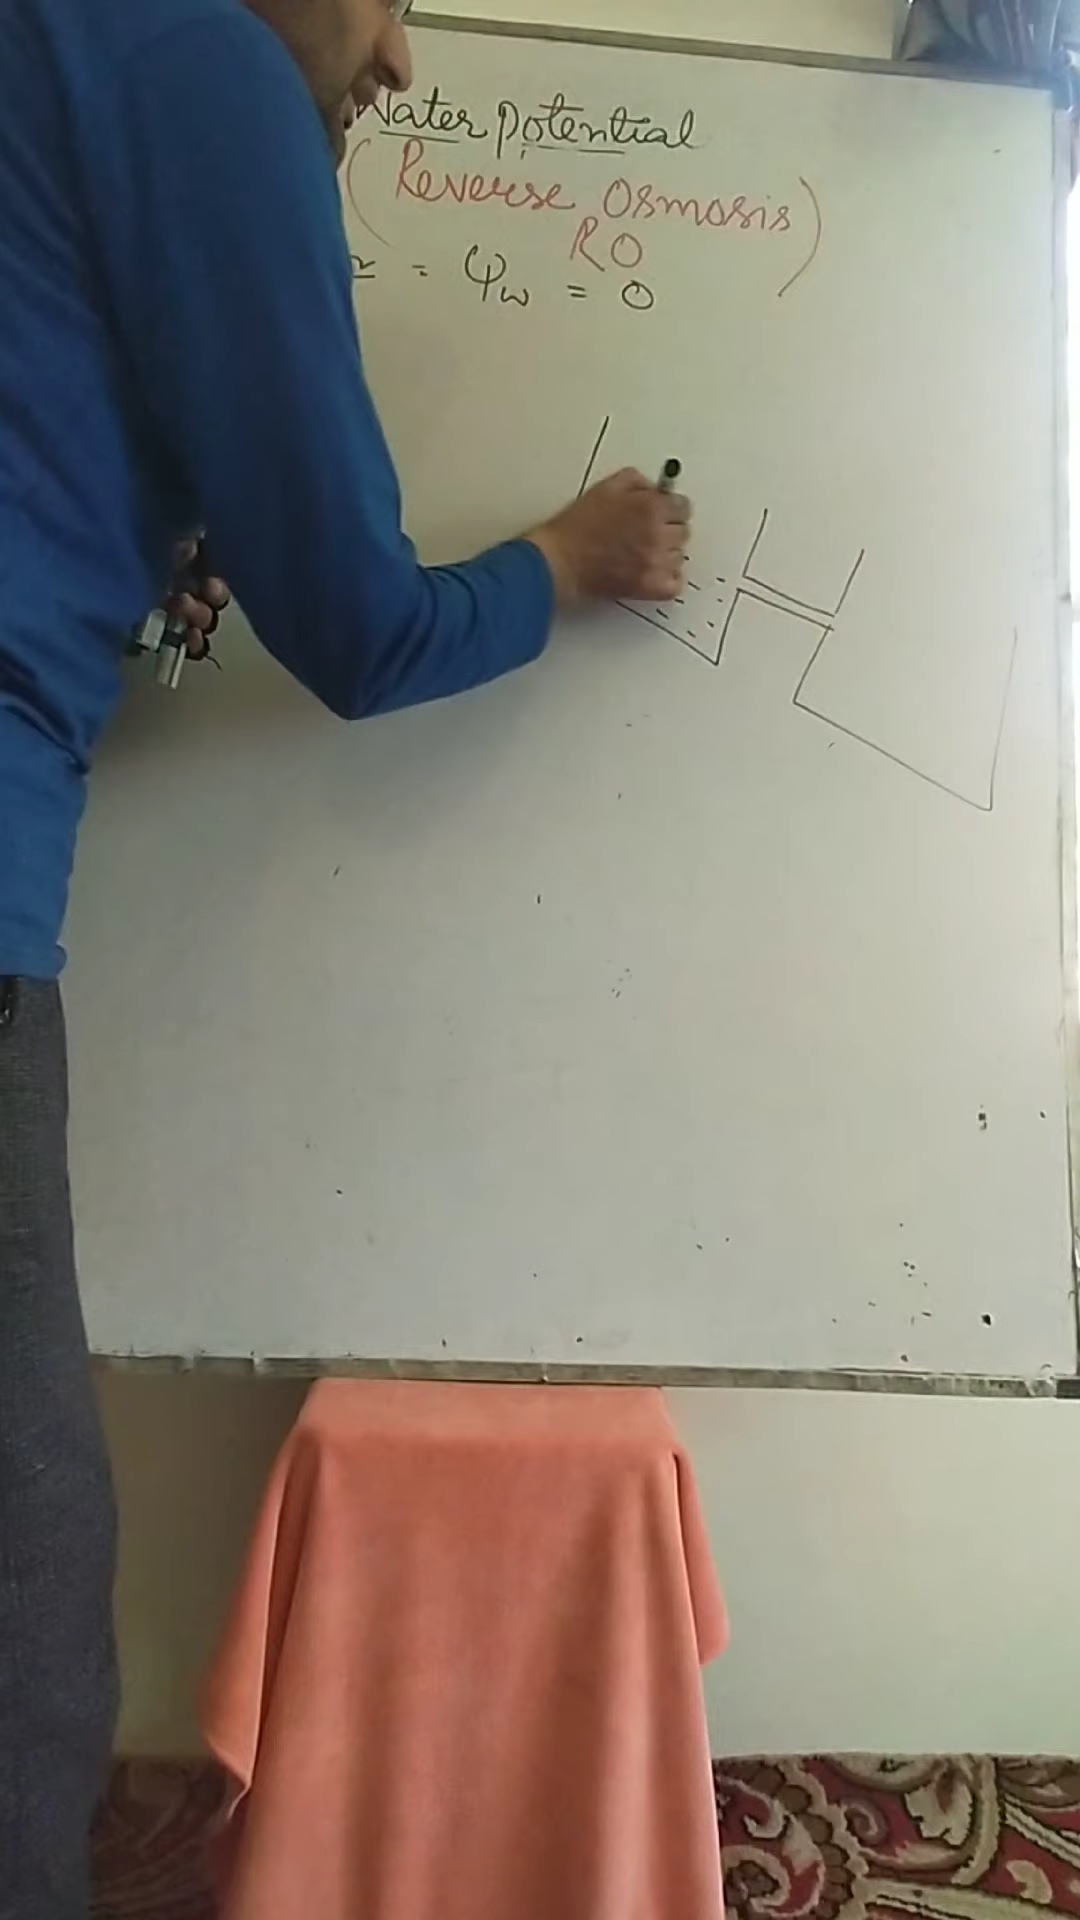 Water Potential
(Reverse Osmosis)
RO
= Ψw = 0